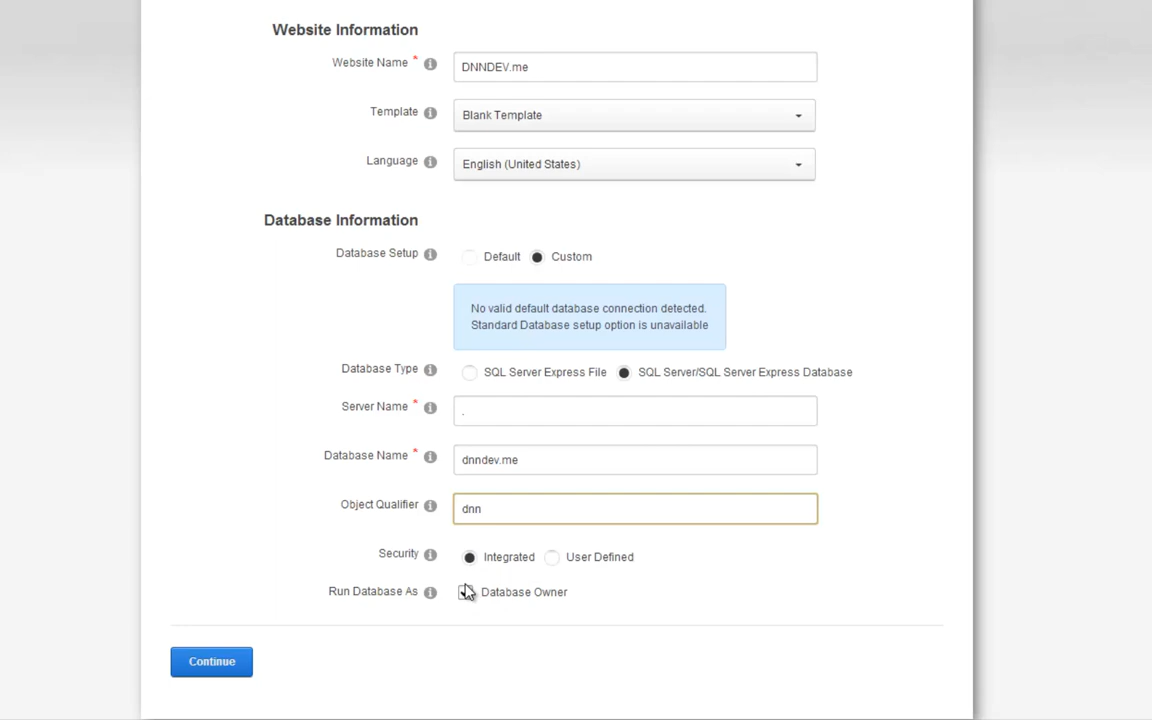 Website Information
Website Name *
DNNDEV.me
Template
Blank Template
Language
English (United States)
Database Information
Database Setup
Default Custom
No valid default database connection detected.
Standard Database setup option is unavailable
Database Type
SQL Server Express File SQL Server/SQL Server Express Database
Server Name *
.
Database Name *
dnndev.me
Object Qualifier
dnn
Security
Integrated User Defined
Run Database As
Database Owner
Continue